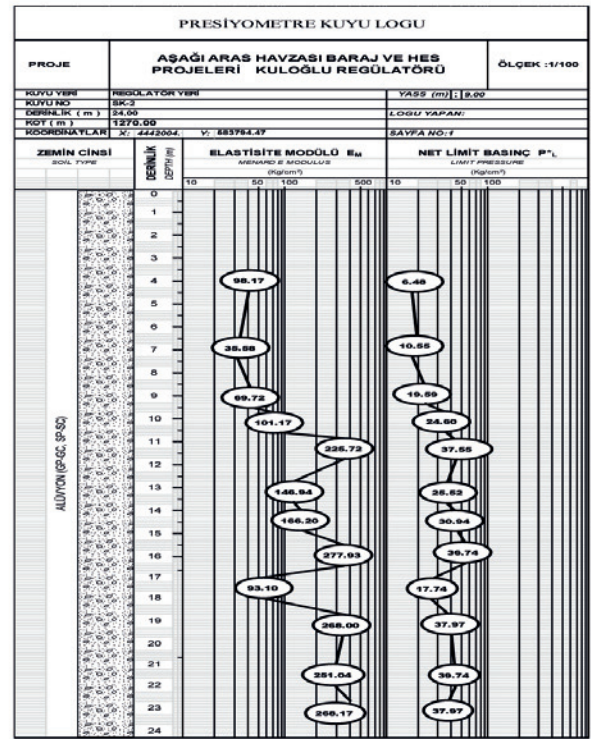 PRESİYOMETRE KUYU LOGU
PROJE
AŞAĞI ARAS HAVZASI BARAJ VE HES
PROJELERİ KULOĞLU REGÜLATÖRÜ
ÖLÇEK :1/100
KUYU YERİ REGÜLATÖR YERİ YASS (m) : 9.00
KUYU NO SK-2
DERİNLİK ( m ) 24.00 LOGU YAPAN:
KOT ( m ) 1270.00
KOORDİNATLAR X: 4442004. Y: 683794.47 SAYFA NO:1
ZEMİN CİNSİ
SOIL TYPE
DERİNLİK
DEPTH (m)
ELASTİSİTE MODÜLÜ EM
MENARD E MODULUS
(Kg/cm²)
10 50 100 500
NET LİMİT BASINÇ P*L
LIMIT PRESSURE
(Kg/cm²)
10 50 100
0
1
2
3
4 98.17 6.48
5
6
7 35.58 10.55
8
9 69.72 19.59
10 101.17 24.60
11 225.72 37.55
12
13 146.94 25.52
14 166.20 30.94
15
16 277.93 36.74
17
93.10 17.74
18
19 268.00 37.97
20
21 251.04 36.74
22
23 266.17 37.97
24
ALÜVYON (GP-GC, SP-SC)